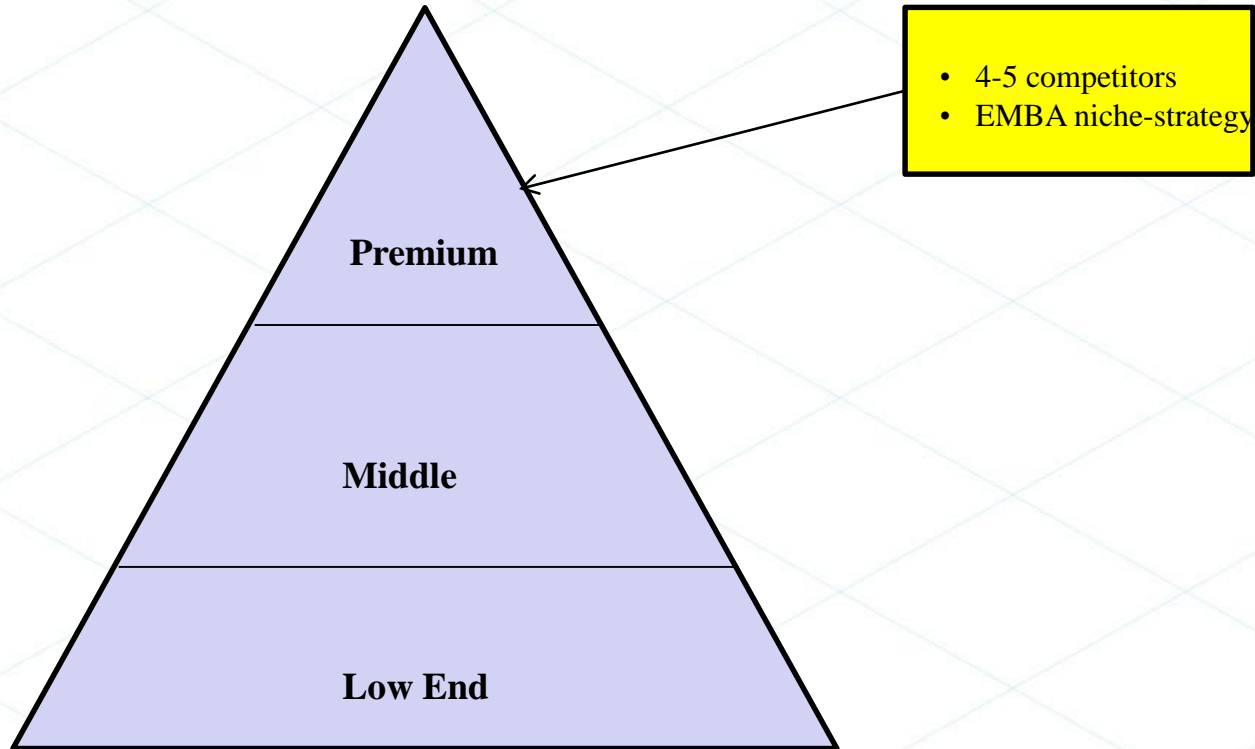 • 4-5 competitors
• EMBA niche-strategy
Premium
Middle
Low End